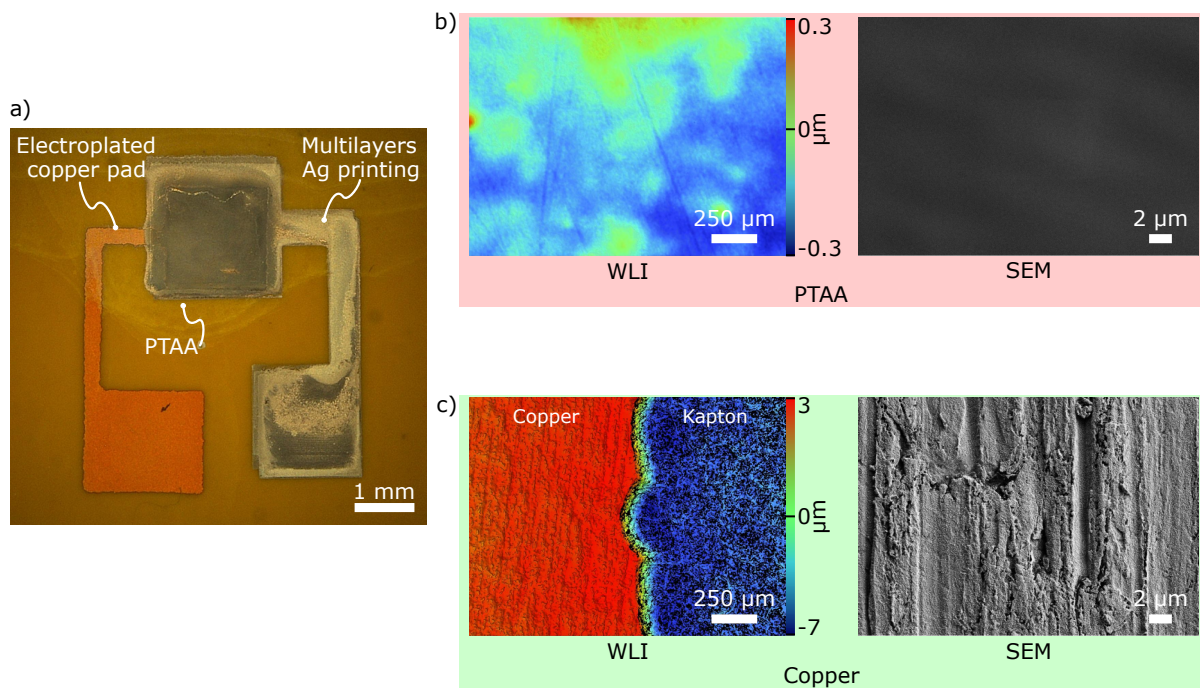 a)
Electroplated
copper pad
Multilayers
Ag printing
PTAA
1 mm
b)
0.3
0
µm
-0.3
250 µm
WLI
2 µm
SEM
PTAA
c)
Copper
Kapton
3
0
µm
-7
250 µm
WLI
2 µm
SEM
Copper